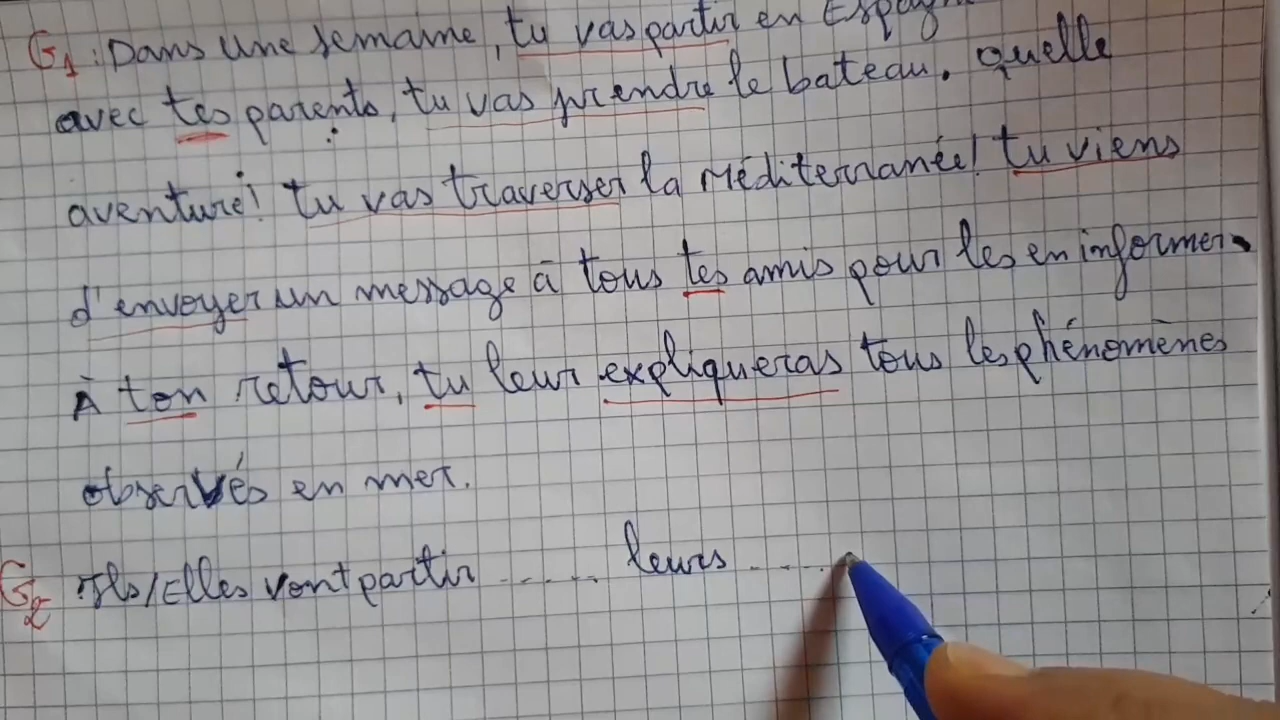 G1: Dans une semaine, tu vas partir en Espagne
avec tes parents, tu vas prendre le bateau. quelle
aventure! tu vas traverser la méditerranée! tu viens
d'envoyer un message à tous tes amis pour les en informer.
À ton retour, tu leur expliqueras tous les phénomènes
observés en mer.
G2 Ils/Elles vont partir ...... leurs .....